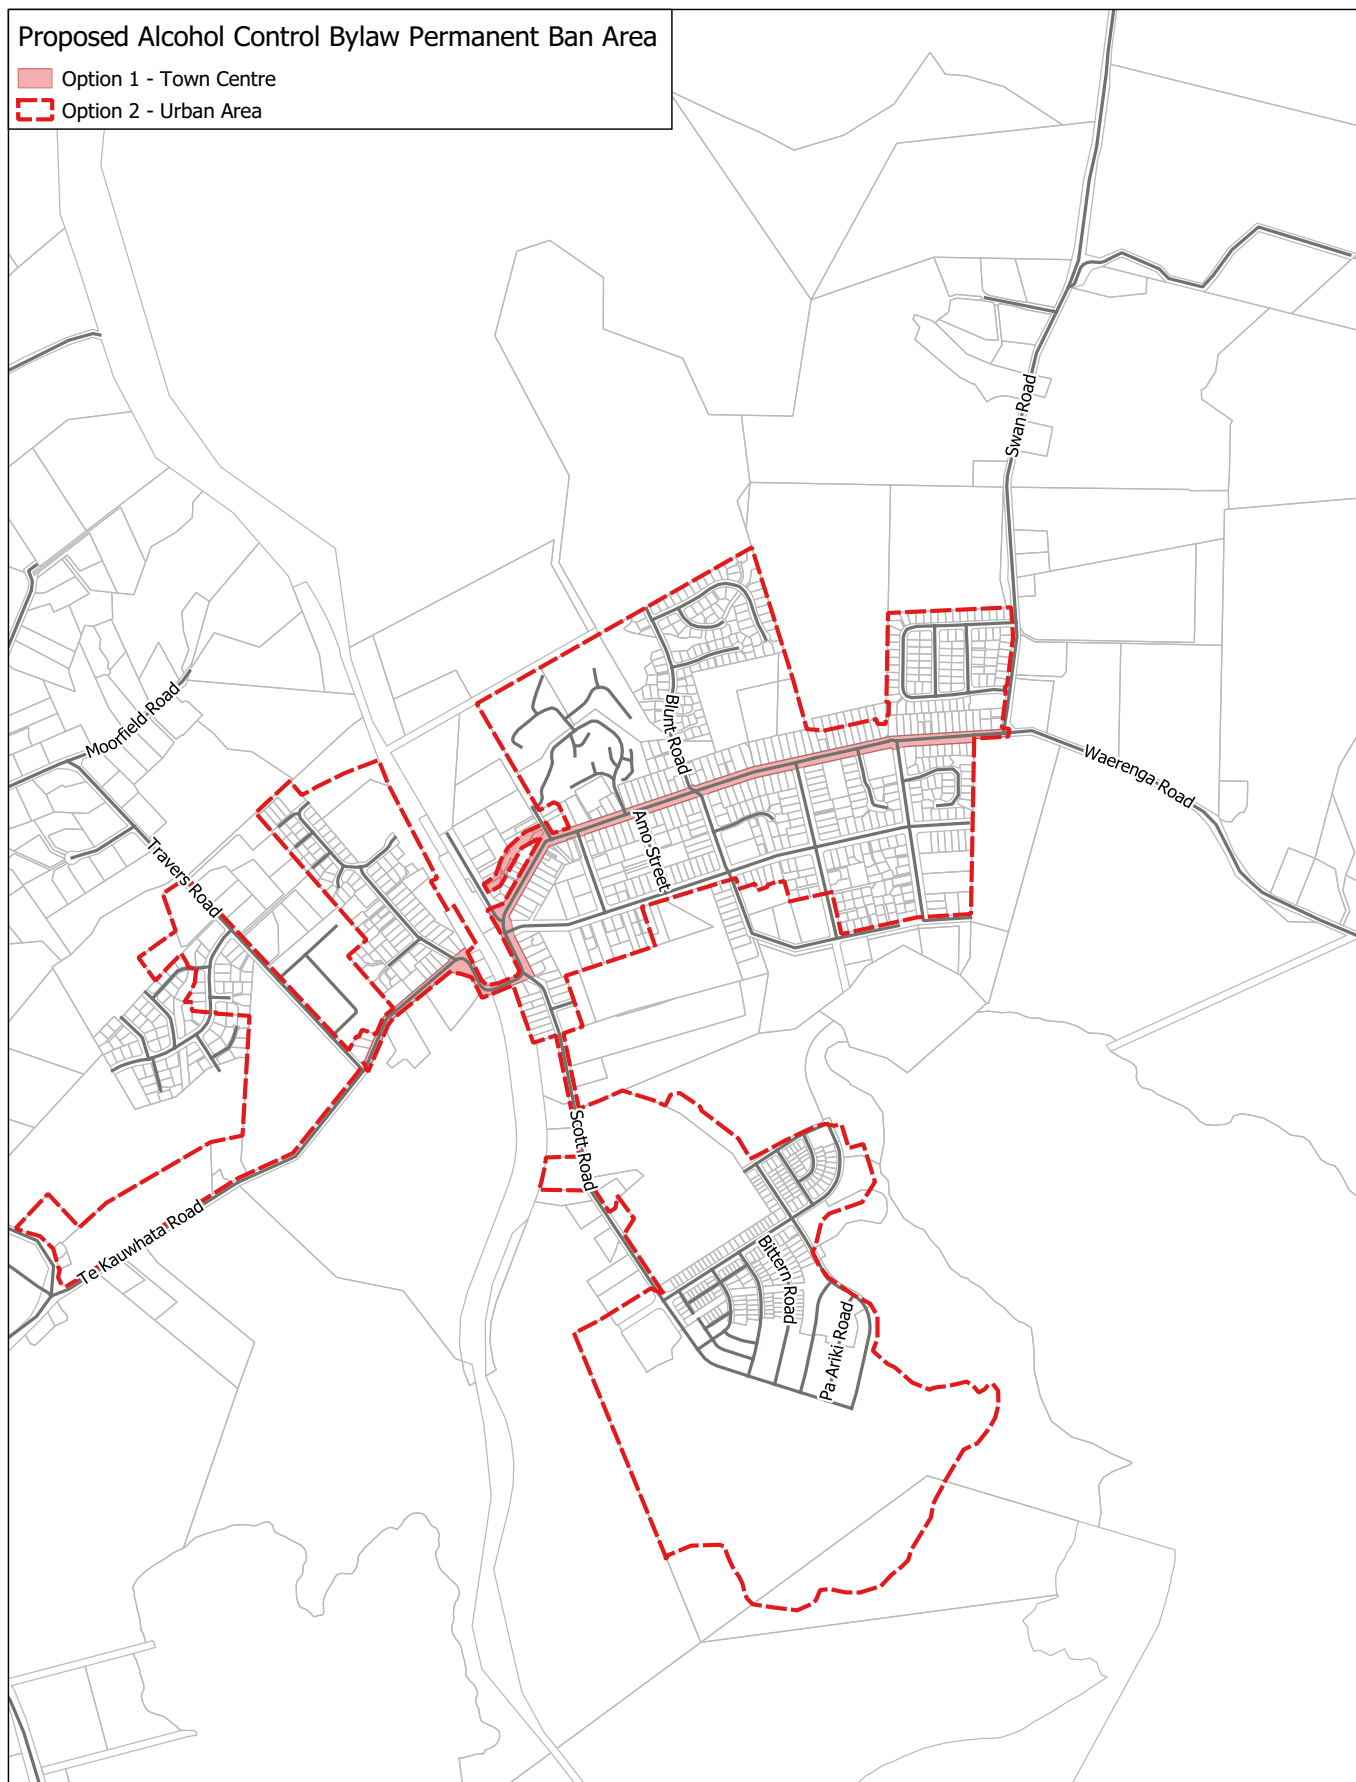 Proposed Alcohol Control Bylaw Permanent Ban Area
Option 1 - Town Centre
Option 2 - Urban Area
Swan Road
Moorfield Road
Blunt Road
Waerenga Road
Amo Street
Travers Road
Scott Road
Te Kauwhata Road
Bittern Road
Pa Ariki Road